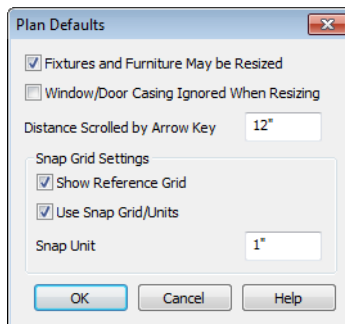 Plan Defaults
Fixtures and Furniture May be Resized
Window/Door Casing Ignored When Resizing
Distance Scrolled by Arrow Key 12"
Snap Grid Settings
Show Reference Grid
Use Snap Grid/Units
Snap Unit 1"
OK Cancel Help